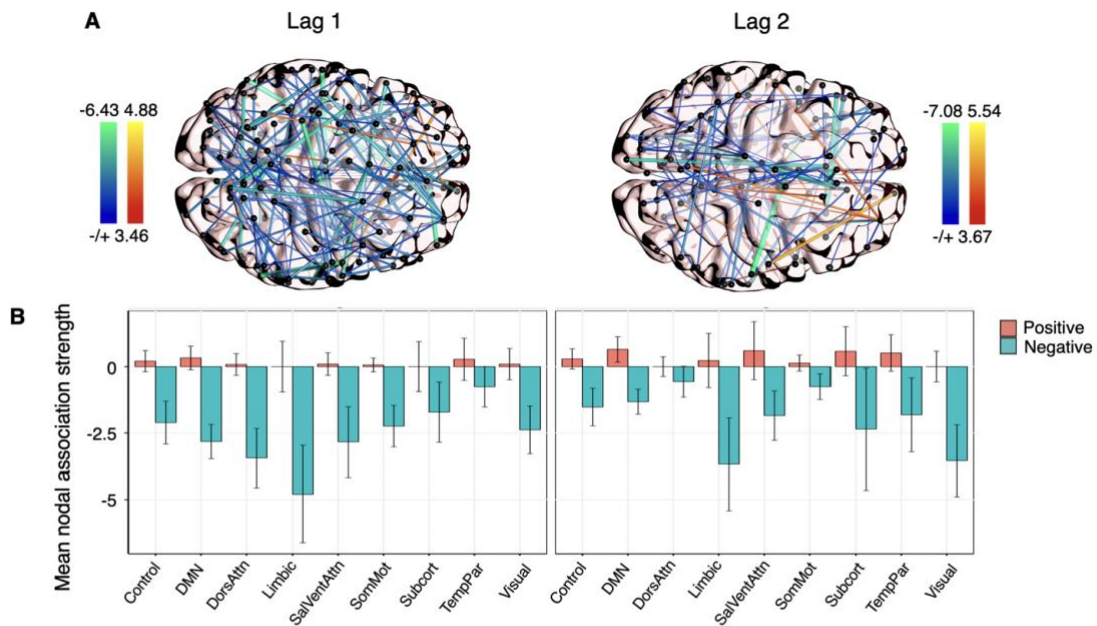 A
Lag 1
Lag 2
-6.43 4.88
-/+ 3.46
-7.08 5.54
-/+ 3.67
B
Mean nodal association strength
0
-2.5
-5
Control
DMN
DorsAttn
Limbic
SalVentAttn
SomMot
Subcort
TempPar
Visual
Control
DMN
DorsAttn
Limbic
SalVentAttn
SomMot
Subcort
TempPar
Visual
Positive
Negative